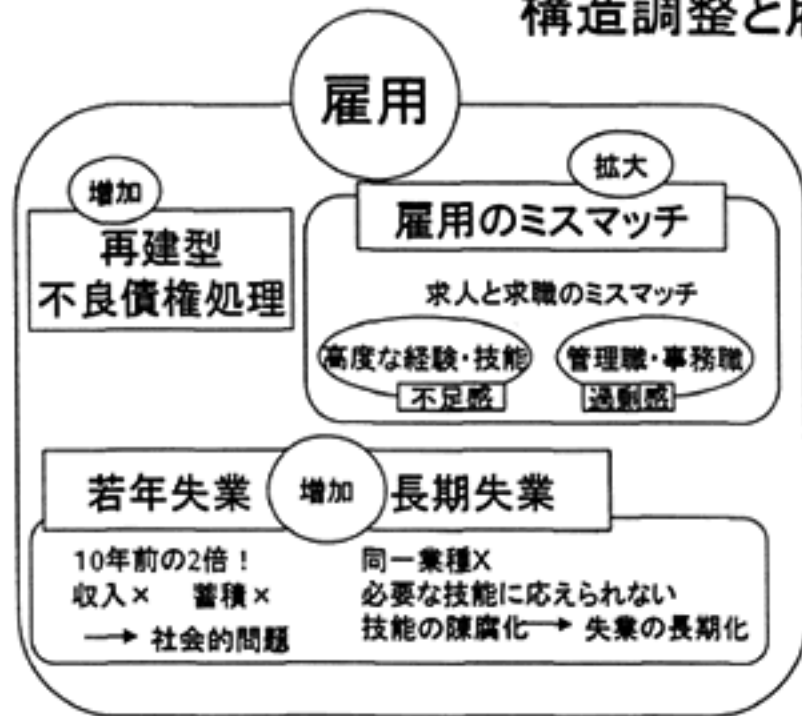 構造調整と
雇用
増加
再建型
不良債権処理
拡大
雇用のミスマッチ
求人と求職のミスマッチ
高度な経験・技能
不足感
管理職・事務職
過剰感
若年失業
増加
長期失業
10年前の2倍！
収入× 蓄積×
→ 社会的問題
同一業種X
必要な技能に応えられない
技能の陳腐化→ 失業の長期化